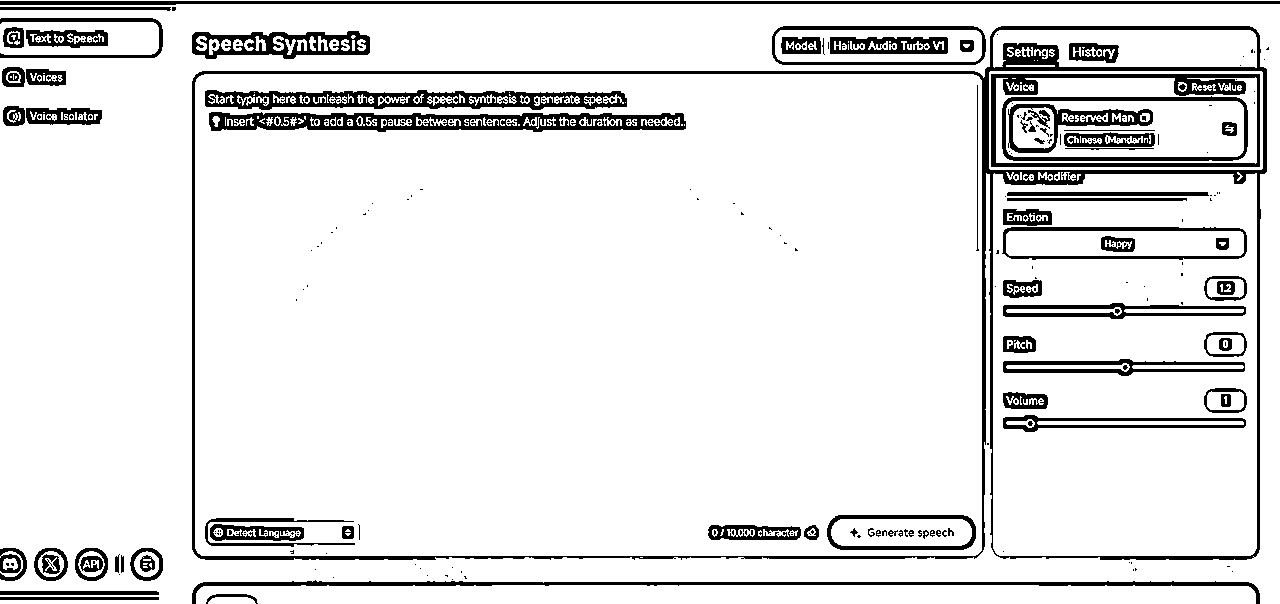 Text to Speech
Voices
Voice Isolator
API
Speech Synthesis
Model | Hailuo Audio Turbo V1
Start typing here to unleash the power of speech synthesis to generate speech.
Insert '<#0.5#>' to add a 0.5s pause between sentences. Adjust the duration as needed.
Detect Language
0 / 10,000 character
Generate speech
Settings History
Voice
Reset Value
Reserved Man
Chinese (Mandarin)
Voice Modifier
Emotion
Happy
Speed 1.2
Pitch 0
Volume 1